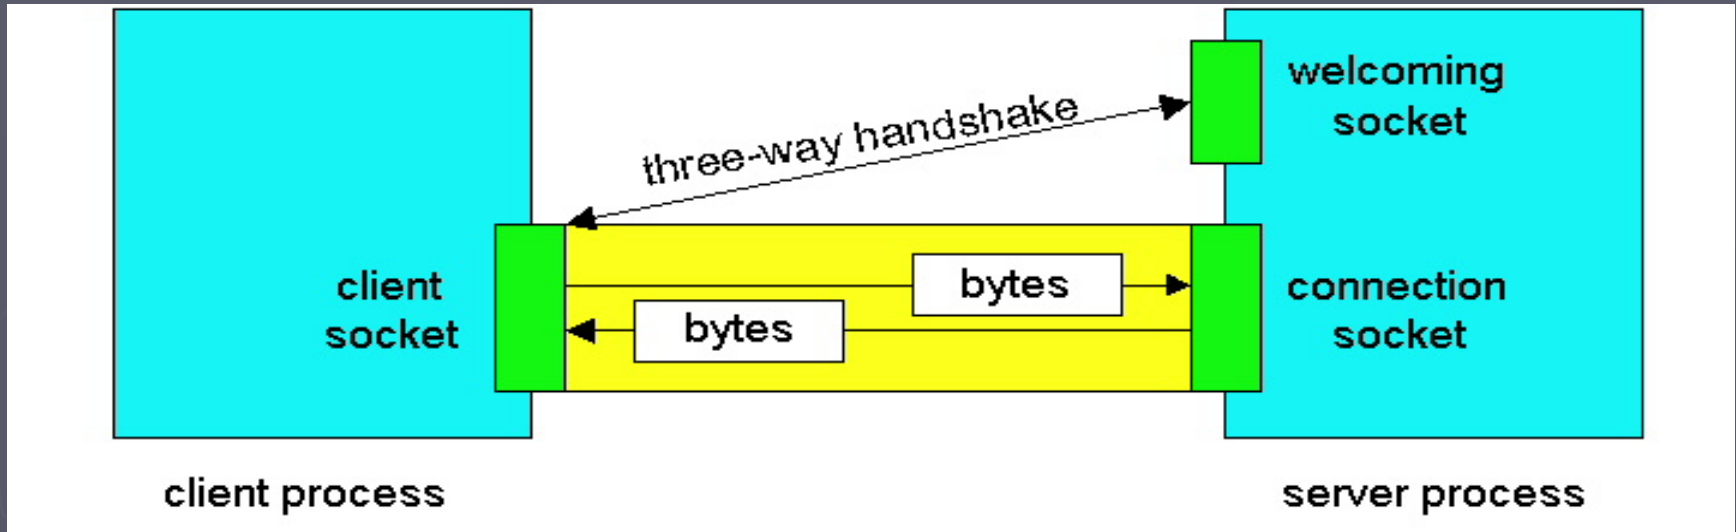 welcoming
socket
three-way handshake
client
socket
bytes
bytes
connection
socket
client process
server process